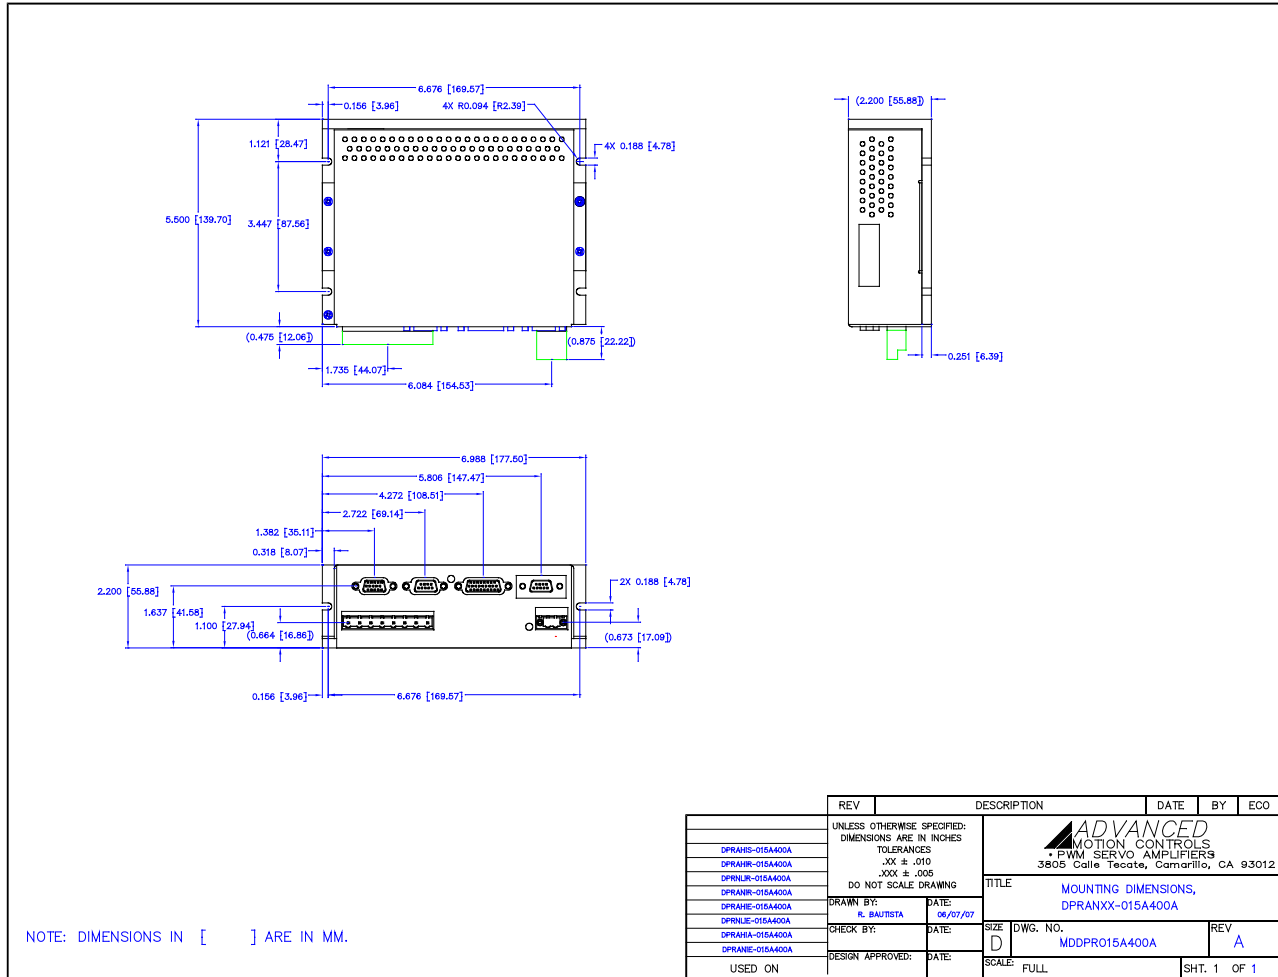 6.676 [169.57]
0.156 [3.96]
4X R0.094 [R2.39]
(2.200 [55.88])
1.121 [28.47]
4X 0.188 [4.78]
5.500 [139.70]
3.447 [87.56]
(0.475 [12.06])
(0.875 [22.22])
0.251 [6.39]
1.735 [44.07]
6.084 [154.53]
6.988 [177.50]
5.806 [147.47]
4.272 [108.51]
2.722 [69.14]
1.382 [35.11]
0.318 [8.07]
2X 0.188 [4.78]
2.200 [55.88]
1.637 [41.58]
1.100 [27.94]
(0.664 [16.86])
(0.673 [17.09])
0.156 [3.96]
6.676 [169.57]
NOTE: DIMENSIONS IN [ ] ARE IN MM.
REV DESCRIPTION DATE BY ECO
DPRAHIS-015A400A
DPRAHIR-015A400A
DPRNLIR-015A400A
DPRANIR-015A400A
DPRAHIE-015A400A
DPRNLIE-015A400A
DPRAHIA-015A400A
DPRANIE-015A400A
USED ON
UNLESS OTHERWISE SPECIFIED:
DIMENSIONS ARE IN INCHES
TOLERANCES
.XX ± .010
.XXX ± .005
DO NOT SCALE DRAWING
DRAWN BY: DATE:
R. BAUTISTA 06/07/07
CHECK BY: DATE:
DESIGN APPROVED: DATE:
ADVANCED
MOTION CONTROLS
• PWM SERVO AMPLIFIERS
3805 Calle Tecate, Camarillo, CA 93012
TITLE
MOUNTING DIMENSIONS,
DPRANXX-015A400A
SIZE DWG. NO. REV
D MDDPRO15A400A A
SCALE: FULL SHT. 1 OF 1